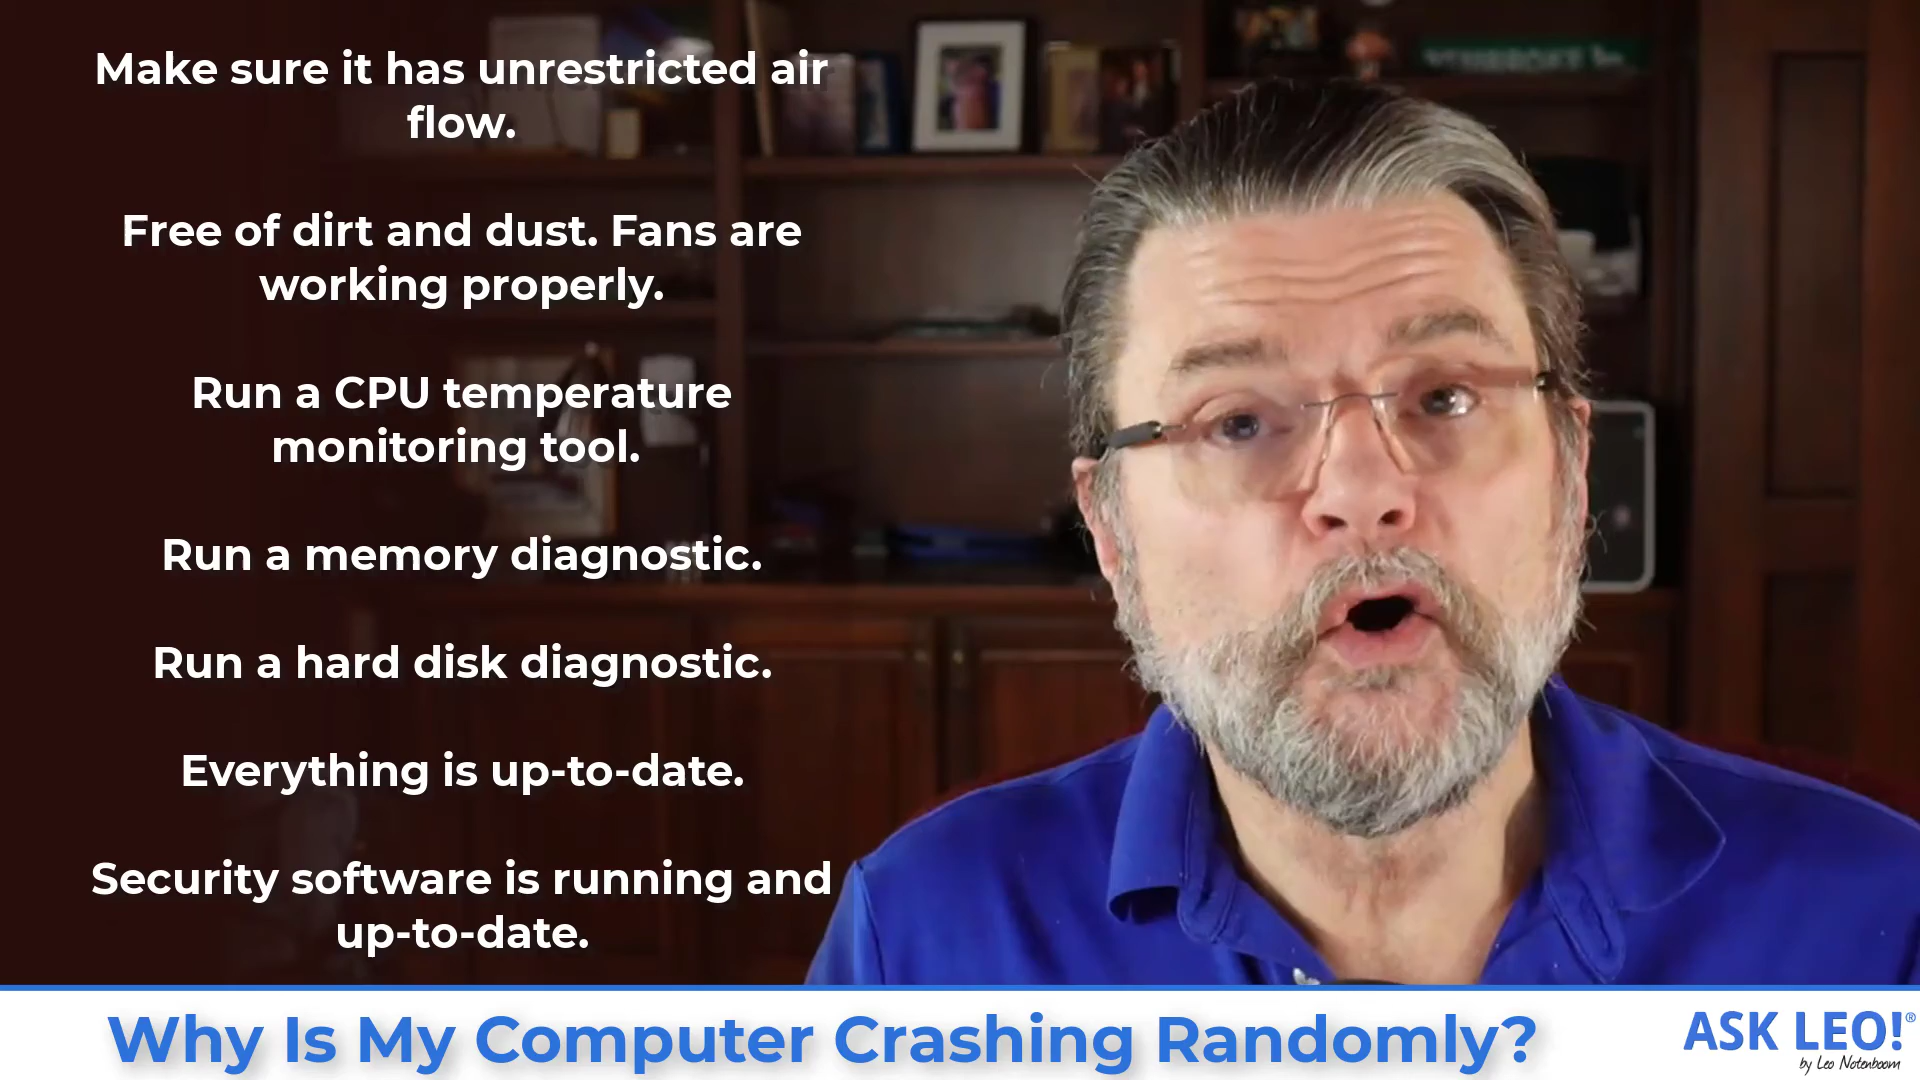 Make sure it has unrestricted air
flow.
Free of dirt and dust. Fans are
working properly.
Run a CPU temperature
monitoring tool.
Run a memory diagnostic.
Run a hard disk diagnostic.
Everything is up-to-date.
Security software is running and
up-to-date.
Why Is My Computer Crashing Randomly?
ASK LEO!®
by Leo Notenboom